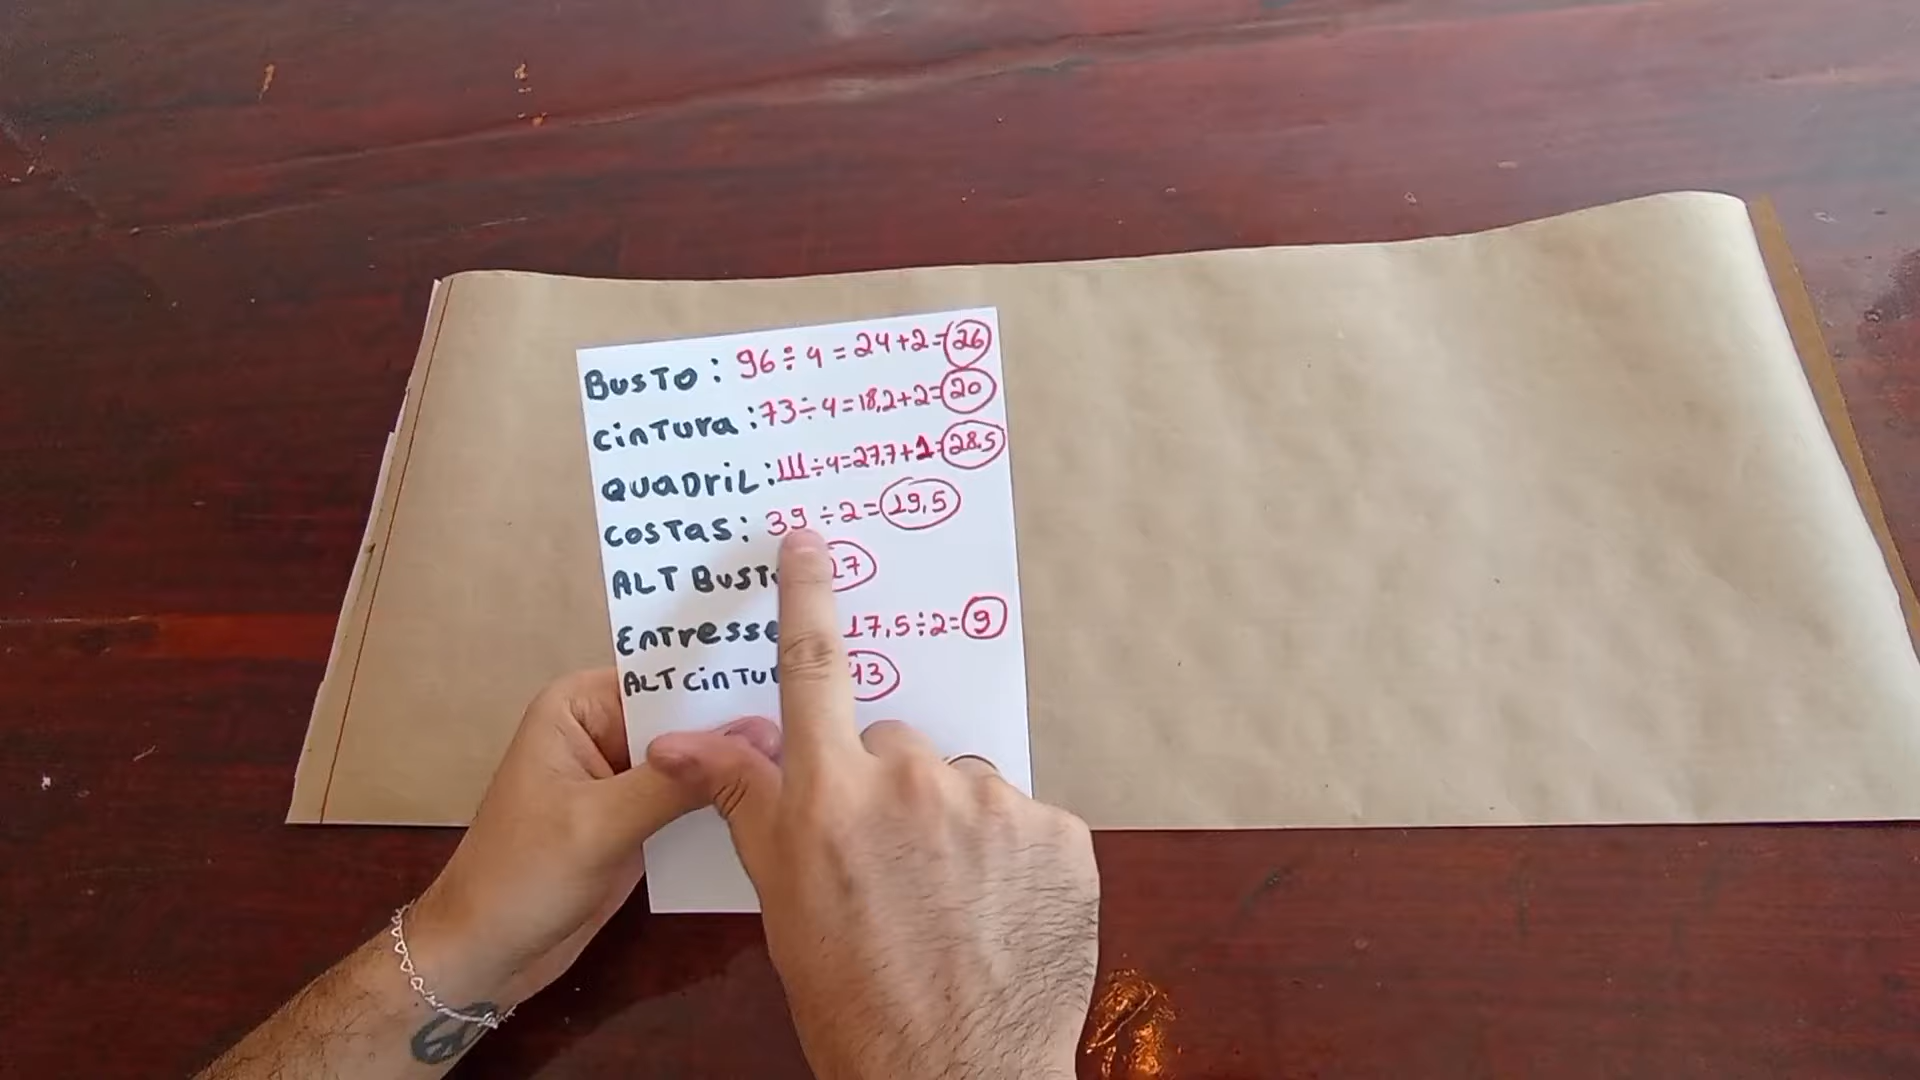 BUSTO: 96÷4=24+2=26
cinTura: 73÷4=18,2+2=20
QUADriL: 111÷4=27,7+1=28,5
COSTAS: 39÷2=19,5
ALT BUST 27
EnTresse 17,5÷2=9
ALT cinTu 43